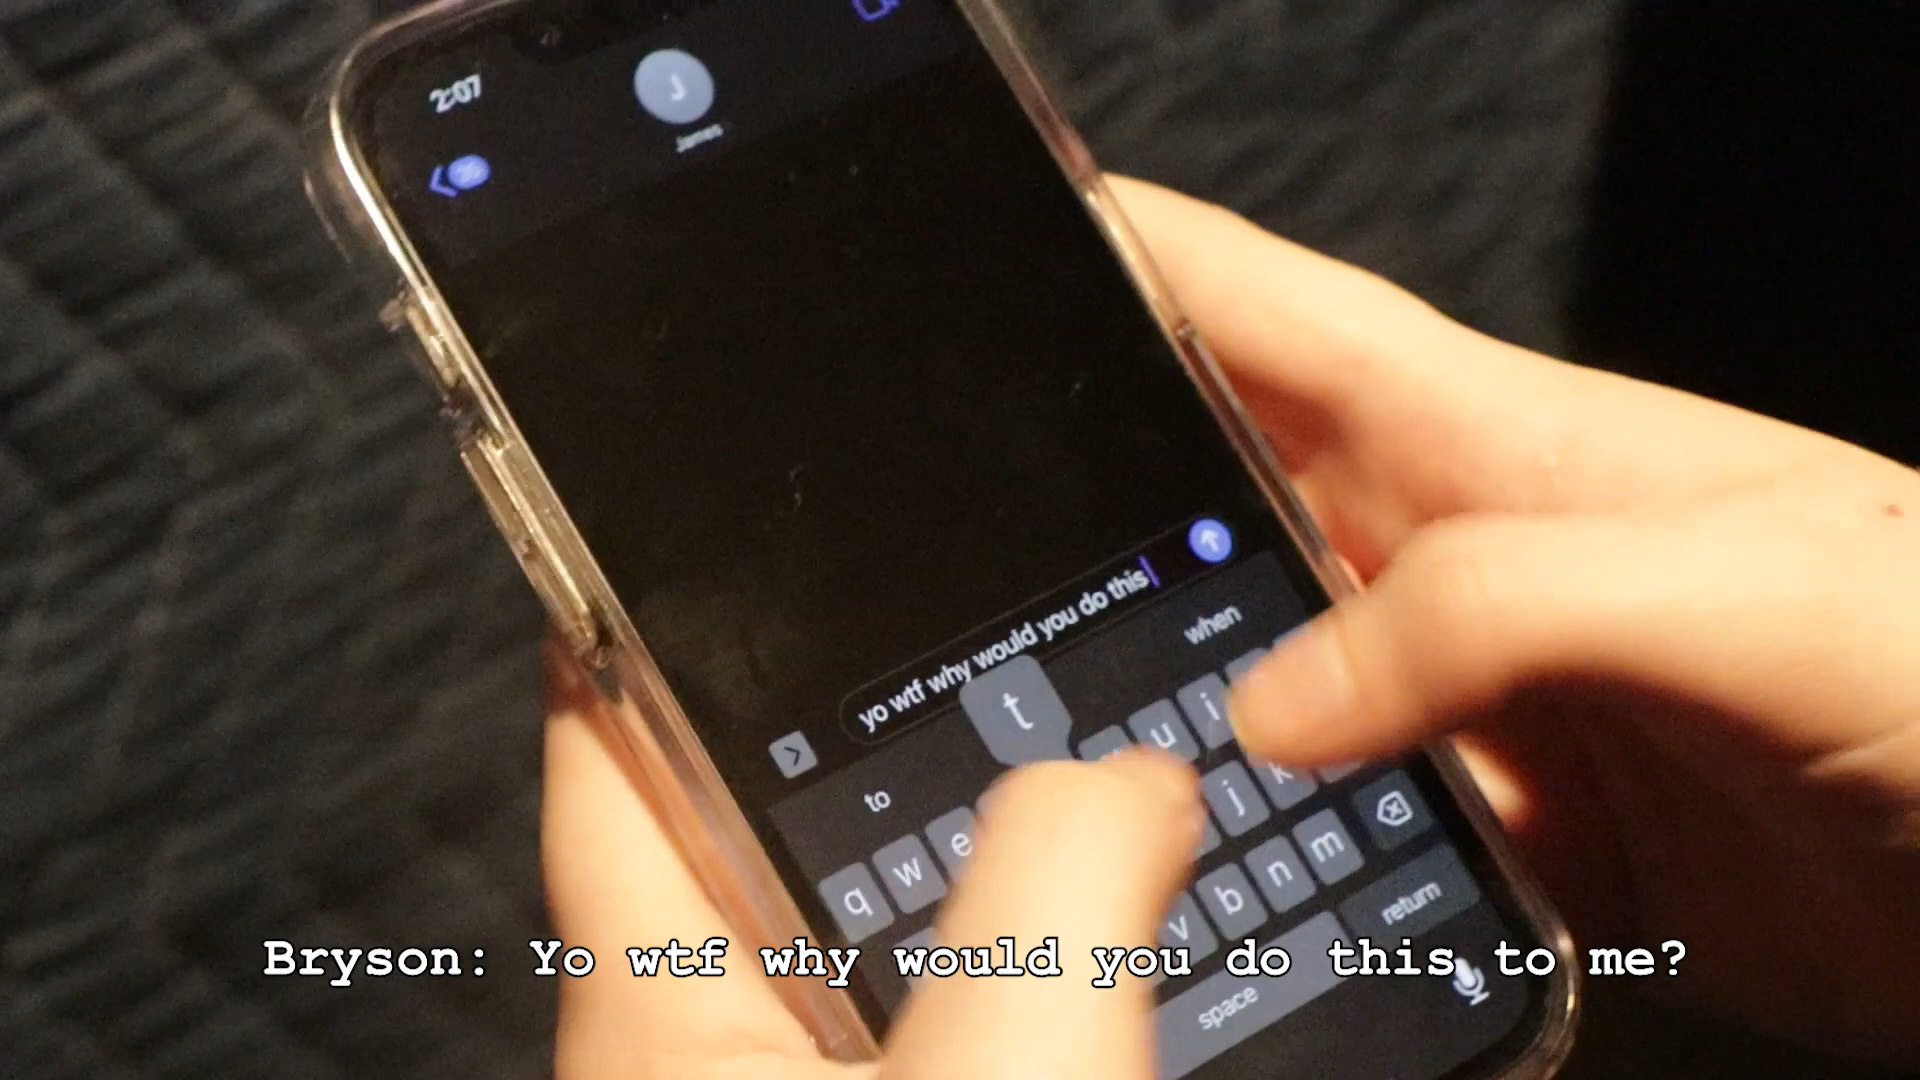 2:07
J
James
yo wtf why would you do this
to
when
t
q w e u i
j k
v b n m
space
return
Bryson: Yo wtf why would you do this to me?